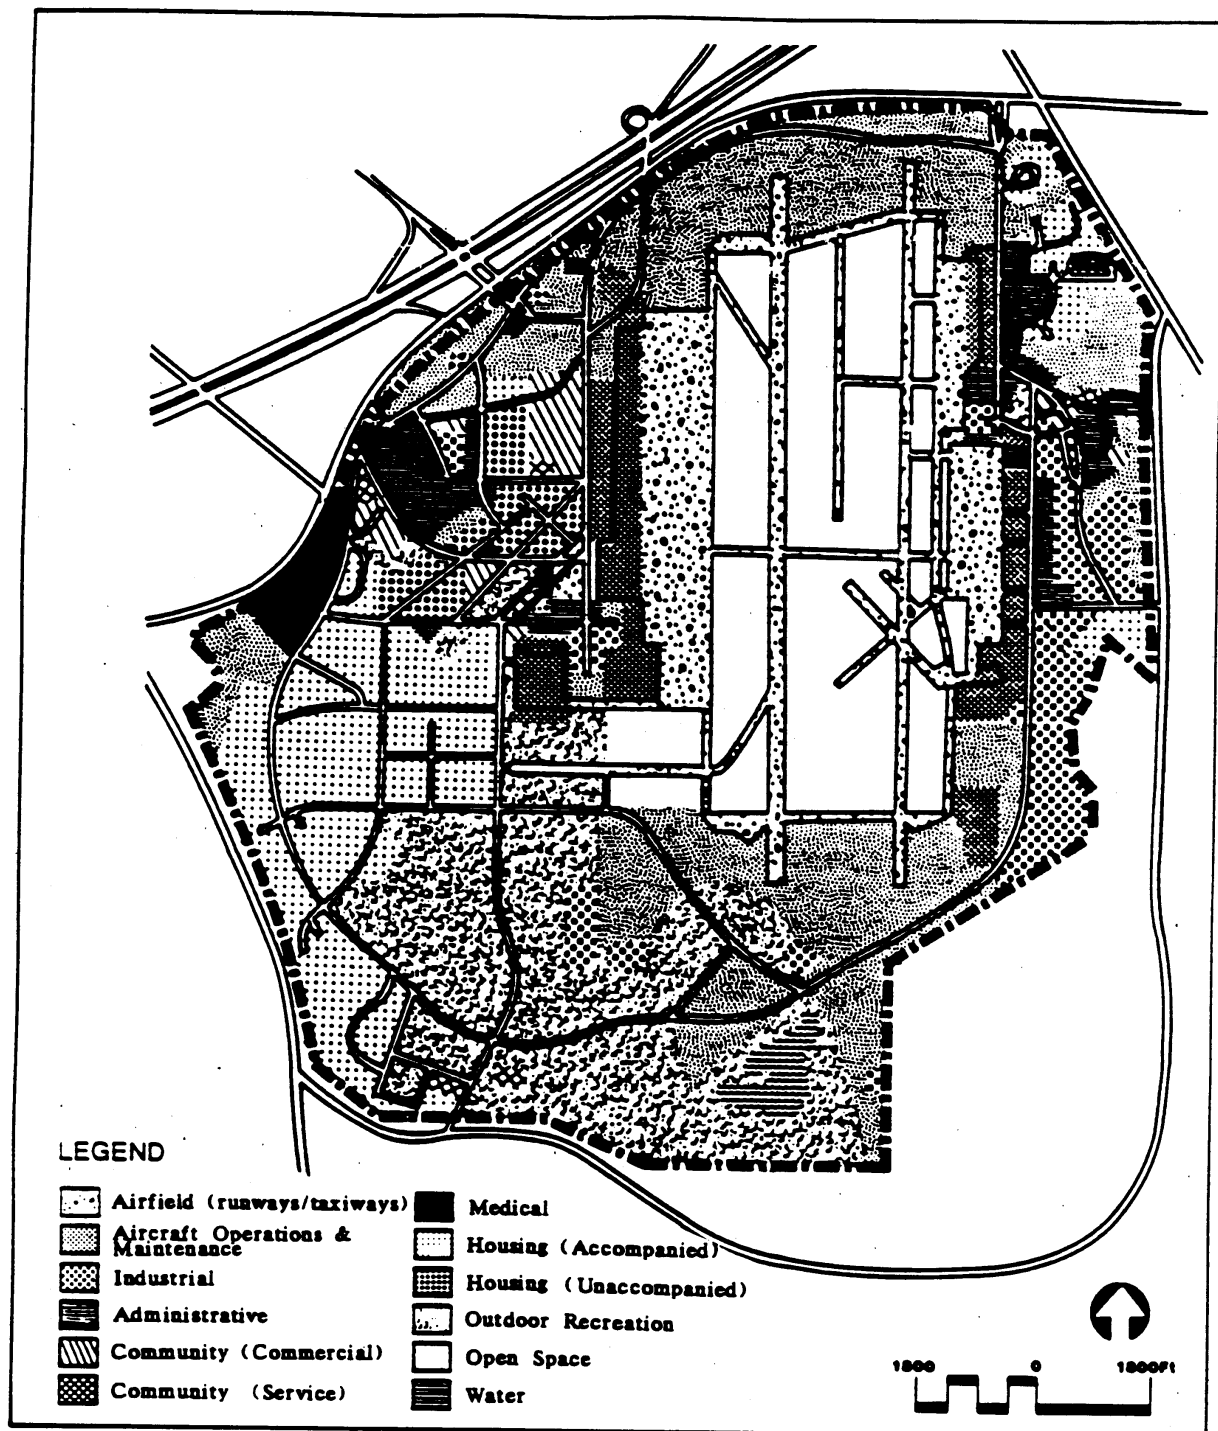 LEGEND
Airfield (runways/taxiways)
Aircraft Operations &
Maintenance
Industrial
Administrative
Community (Commercial)
Community (Service)
Medical
Housing (Accompanied)
Housing (Unaccompanied)
Outdoor Recreation
Open Space
Water
1800 0 1800Ft